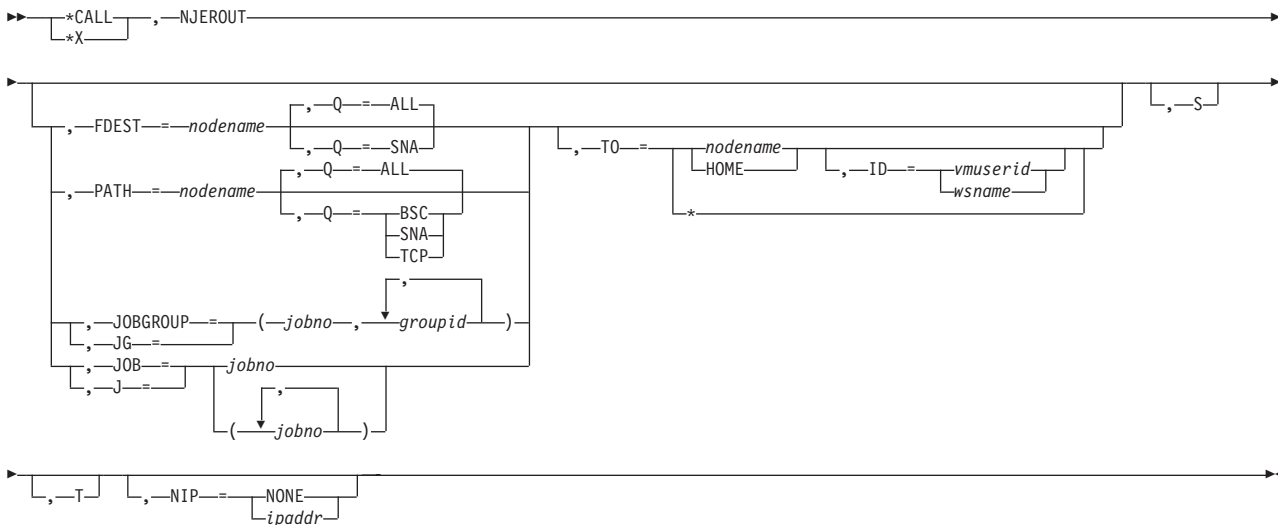 *CALL , NJEROUT
*X
, Q = ALL
, FDEST = nodename
, Q = SNA
, S
, TO = nodename
HOME
, ID = vmuserid
wsname
*
, Q = ALL
, PATH = nodename
, Q = BSC
SNA
TCP
,
, JOBGROUP = ( jobno , groupid )
, JG =
, JOB = jobno
, J =
,
( jobno )
, T
, NIP = NONE
ipaddr